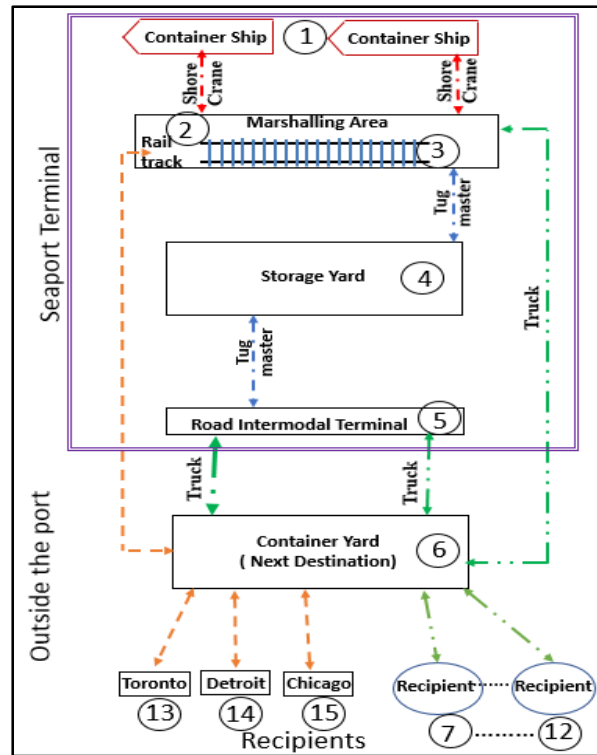 Container Ship
1
Container Ship
Shore
Crane
Shore
Crane
2
Marshalling Area
Rail
track
3
Tug
master
Seaport Terminal
Storage Yard
4
Truck
Tug
master
5
Road Intermodal Terminal
Truck
Truck
Outside the port
Container Yard
( Next Destination)
6
Toronto
Detroit
Chicago
Recipient
Recipient
13
14
15
7
12
Recipients